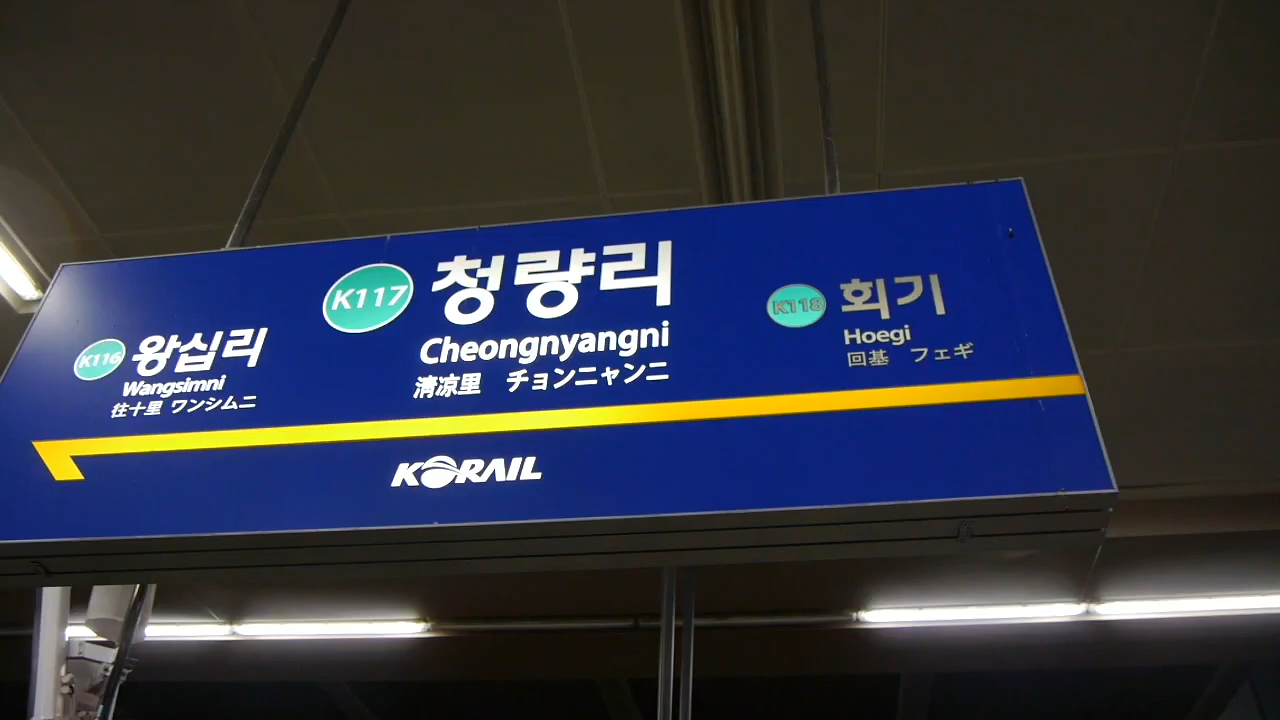 K116 왕십리
Wangsimni
往十里 ワンシムニ
K117 청량리
Cheongnyangni
淸凉里 チョンニャンニ
K118 회기
Hoegi
回基 フェギ
KORAIL